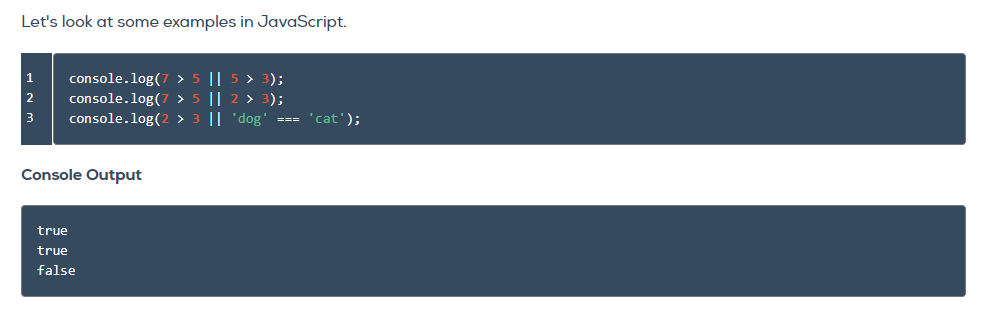 Let's look at some examples in JavaScript.
1 console.log(7 > 5 || 5 > 3);
2 console.log(7 > 5 || 2 > 3);
3 console.log(2 > 3 || 'dog' === 'cat');
Console Output
true
true
false